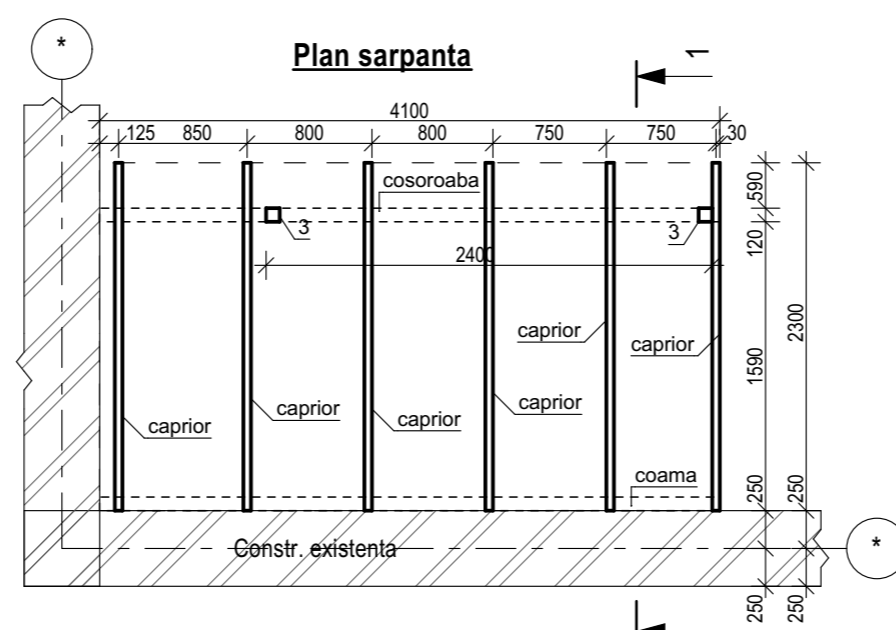 *
Plan sarpanta
1
4100
125 850 800 800 750 750 30
cosoroaba
590
3
3
120
2400
2300
caprior
caprior
1590
caprior
caprior
caprior
caprior
coama
250
250
Constr. existenta
*
250
250